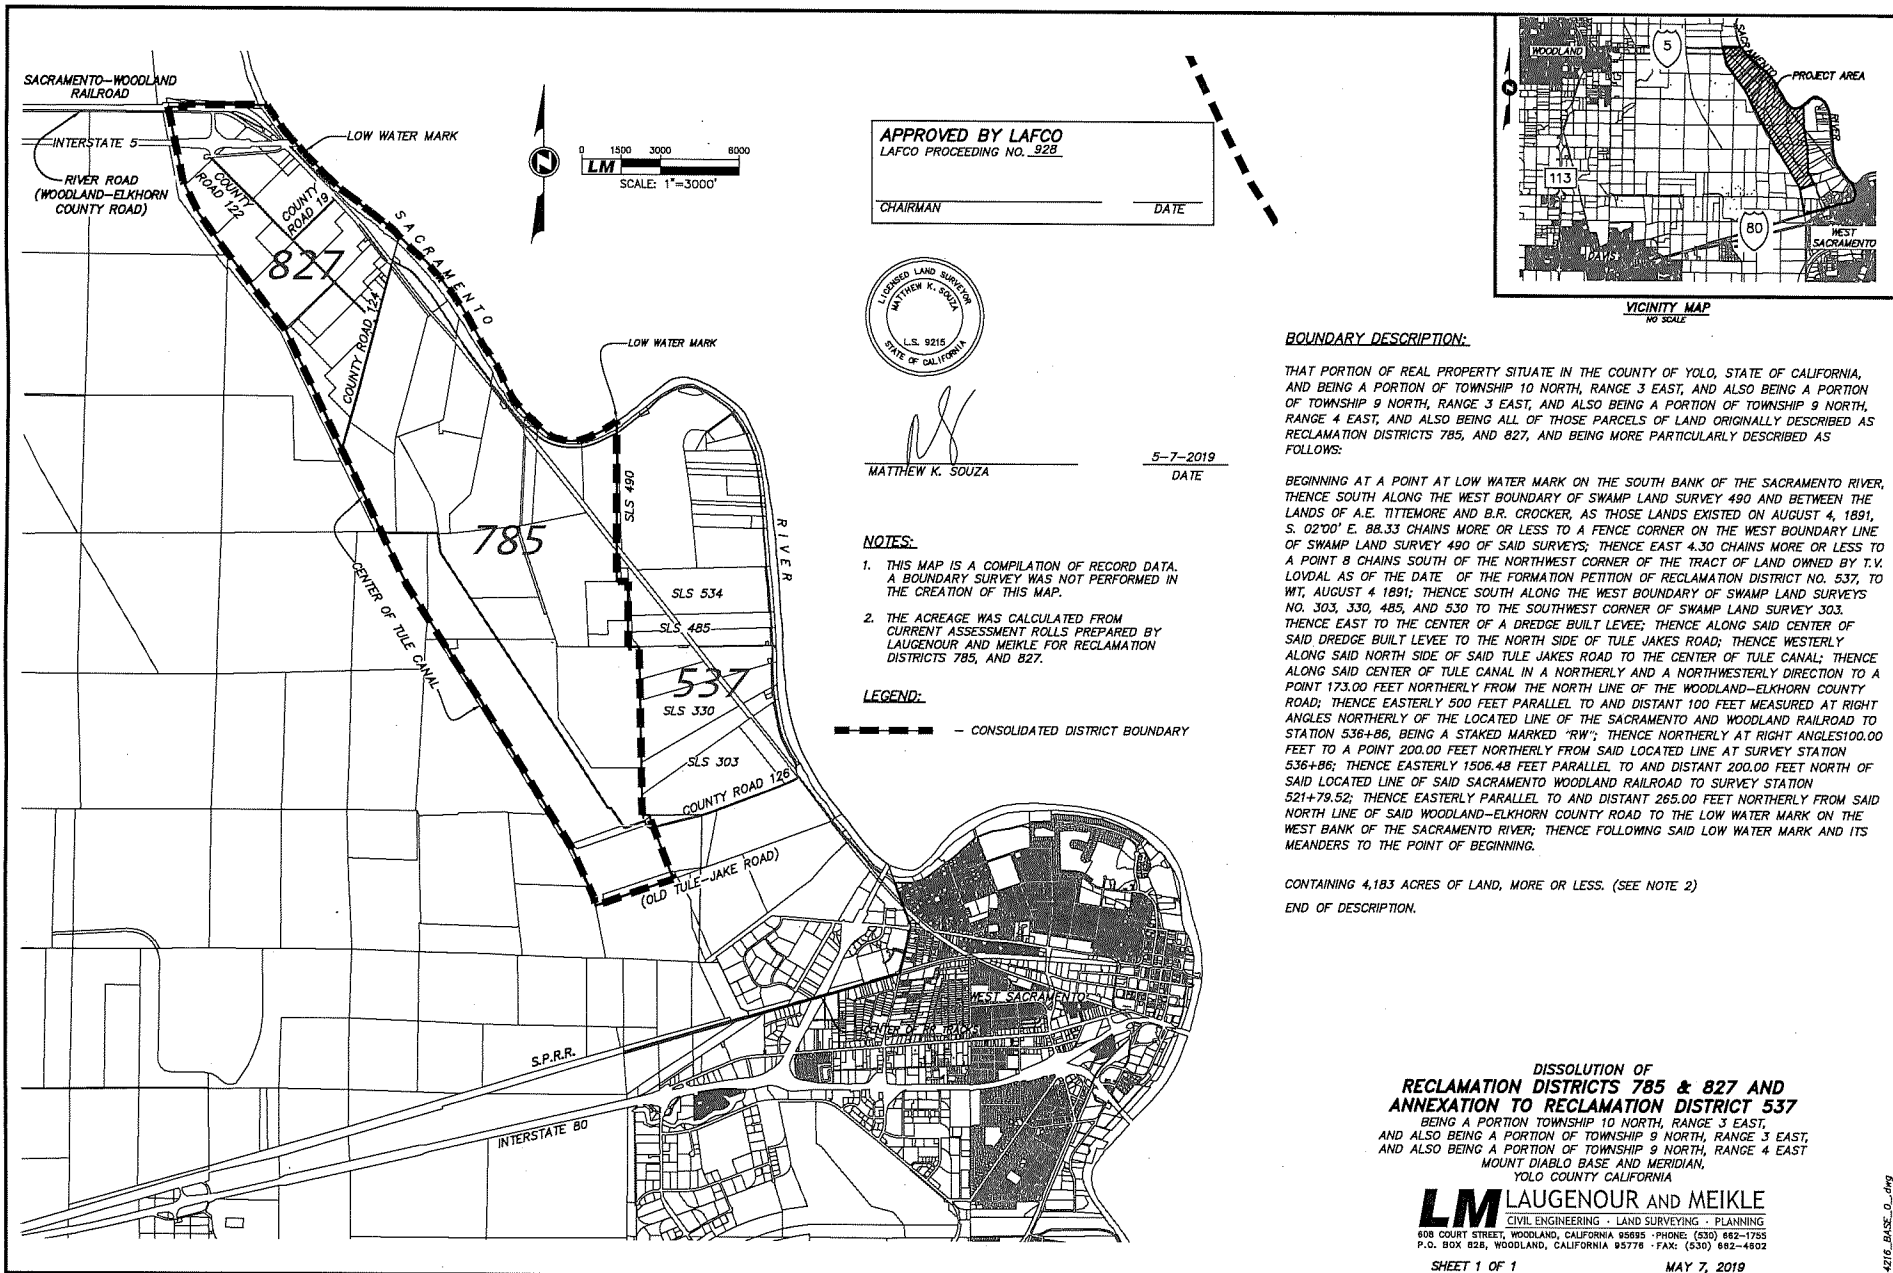 SACRAMENTO-WOODLAND
RAILROAD
INTERSTATE 5
RIVER ROAD
(WOODLAND-ELKHORN
COUNTY ROAD)
LOW WATER MARK
COUNTY
ROAD 122
COUNTY
ROAD 19
827
COUNTY ROAD 124
SACRAMENTO
LOW WATER MARK
0 1500 3000 6000
LM
SCALE: 1"=3000'
785
SLS 490
RIVER
CENTER OF TULE CANAL
SLS 534
SLS 485
537
SLS 330
SLS 303
COUNTY ROAD 126
(OLD TULE-JAKE ROAD)
WEST SACRAMENTO
CENTER OF RR TRACKS
S.P.R.R.
INTERSTATE 80
APPROVED BY LAFCO
LAFCO PROCEEDING NO. 928
CHAIRMAN
DATE
LICENSED LAND SURVEYOR
MATTHEW K. SOUZA
L.S. 9215
STATE OF CALIFORNIA
MATTHEW K. SOUZA
5-7-2019
DATE
NOTES:
1. THIS MAP IS A COMPILATION OF RECORD DATA.
A BOUNDARY SURVEY WAS NOT PERFORMED IN
THE CREATION OF THIS MAP.
2. THE ACREAGE WAS CALCULATED FROM
CURRENT ASSESSMENT ROLLS PREPARED BY
LAUGENOUR AND MEIKLE FOR RECLAMATION
DISTRICTS 785, AND 827.
LEGEND:
- CONSOLIDATED DISTRICT BOUNDARY
WOODLAND
5
SACRAMENTO
PROJECT AREA
RIVER
113
80
DAVIS
WEST
SACRAMENTO
VICINITY MAP
NO SCALE
BOUNDARY DESCRIPTION:
THAT PORTION OF REAL PROPERTY SITUATE IN THE COUNTY OF YOLO, STATE OF CALIFORNIA,
AND BEING A PORTION OF TOWNSHIP 10 NORTH, RANGE 3 EAST, AND ALSO BEING A PORTION
OF TOWNSHIP 9 NORTH, RANGE 3 EAST, AND ALSO BEING A PORTION OF TOWNSHIP 9 NORTH,
RANGE 4 EAST, AND ALSO BEING ALL OF THOSE PARCELS OF LAND ORIGINALLY DESCRIBED AS
RECLAMATION DISTRICTS 785, AND 827, AND BEING MORE PARTICULARLY DESCRIBED AS
FOLLOWS:
BEGINNING AT A POINT AT LOW WATER MARK ON THE SOUTH BANK OF THE SACRAMENTO RIVER,
THENCE SOUTH ALONG THE WEST BOUNDARY OF SWAMP LAND SURVEY 490 AND BETWEEN THE
LANDS OF A.E. TITTEMORE AND B.R. CROCKER, AS THOSE LANDS EXISTED ON AUGUST 4, 1891,
S. 02°00' E. 88.33 CHAINS MORE OR LESS TO A FENCE CORNER ON THE WEST BOUNDARY LINE
OF SWAMP LAND SURVEY 490 OF SAID SURVEYS; THENCE EAST 4.30 CHAINS MORE OR LESS TO
A POINT 8 CHAINS SOUTH OF THE NORTHWEST CORNER OF THE TRACT OF LAND OWNED BY T.V.
LOVDAL AS OF THE DATE OF THE FORMATION PETITION OF RECLAMATION DISTRICT NO. 537, TO
WT, AUGUST 4 1891; THENCE SOUTH ALONG THE WEST BOUNDARY OF SWAMP LAND SURVEYS
NO. 303, 330, 485, AND 530 TO THE SOUTHWEST CORNER OF SWAMP LAND SURVEY 303.
THENCE EAST TO THE CENTER OF A DREDGE BUILT LEVEE; THENCE ALONG SAID CENTER OF
SAID DREDGE BUILT LEVEE TO THE NORTH SIDE OF TULE JAKES ROAD; THENCE WESTERLY
ALONG SAID NORTH SIDE OF SAID TULE JAKES ROAD TO THE CENTER OF TULE CANAL; THENCE
ALONG SAID CENTER OF TULE CANAL IN A NORTHERLY AND A NORTHWESTERLY DIRECTION TO A
POINT 173.00 FEET NORTHERLY FROM THE NORTH LINE OF THE WOODLAND-ELKHORN COUNTY
ROAD; THENCE EASTERLY 500 FEET PARALLEL TO AND DISTANT 100 FEET MEASURED AT RIGHT
ANGLES NORTHERLY OF THE LOCATED LINE OF THE SACRAMENTO AND WOODLAND RAILROAD TO
STATION 536+86, BEING A STAKED MARKED "RW"; THENCE NORTHERLY AT RIGHT ANGLES100.00
FEET TO A POINT 200.00 FEET NORTHERLY FROM SAID LOCATED LINE AT SURVEY STATION
536+86; THENCE EASTERLY 1506.48 FEET PARALLEL TO AND DISTANT 200.00 FEET NORTH OF
SAID LOCATED LINE OF SAID SACRAMENTO WOODLAND RAILROAD TO SURVEY STATION
521+79.52; THENCE EASTERLY PARALLEL TO AND DISTANT 265.00 FEET NORTHERLY FROM SAID
NORTH LINE OF SAID WOODLAND-ELKHORN COUNTY ROAD TO THE LOW WATER MARK ON THE
WEST BANK OF THE SACRAMENTO RIVER; THENCE FOLLOWING SAID LOW WATER MARK AND ITS
MEANDERS TO THE POINT OF BEGINNING.
CONTAINING 4,183 ACRES OF LAND, MORE OR LESS. (SEE NOTE 2)
END OF DESCRIPTION.
DISSOLUTION OF
RECLAMATION DISTRICTS 785 & 827 AND
ANNEXATION TO RECLAMATION DISTRICT 537
BEING A PORTION TOWNSHIP 10 NORTH, RANGE 3 EAST,
AND ALSO BEING A PORTION OF TOWNSHIP 9 NORTH, RANGE 3 EAST,
AND ALSO BEING A PORTION OF TOWNSHIP 9 NORTH, RANGE 4 EAST
MOUNT DIABLO BASE AND MERIDIAN,
YOLO COUNTY CALIFORNIA
LM LAUGENOUR AND MEIKLE
CIVIL ENGINEERING · LAND SURVEYING · PLANNING
608 COURT STREET, WOODLAND, CALIFORNIA 95695 · PHONE: (530) 662-1755
P.O. BOX 828, WOODLAND, CALIFORNIA 95776 · FAX: (530) 662-4602
SHEET 1 OF 1 MAY 7, 2019
4216_BASE_0_.dwg